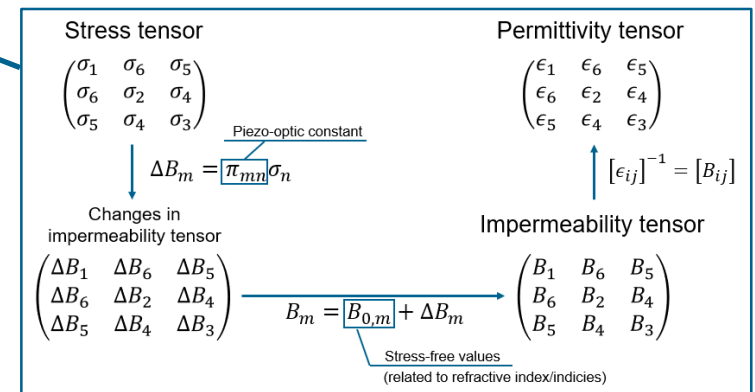 Stress tensor
σ1 σ6 σ5
σ6 σ2 σ4
σ5 σ4 σ3
Piezo-optic constant
ΔBm = πmnσn
Changes in
impermeability tensor
ΔB1 ΔB6 ΔB5
ΔB6 ΔB2 ΔB4
ΔB5 ΔB4 ΔB3
Bm = B0,m + ΔBm
Stress-free values
(related to refractive index/indicies)
Permittivity tensor
ϵ1 ϵ6 ϵ5
ϵ6 ϵ2 ϵ4
ϵ5 ϵ4 ϵ3
[ϵij]⁻¹ = [Bij]
Impermeability tensor
B1 B6 B5
B6 B2 B4
B5 B4 B3